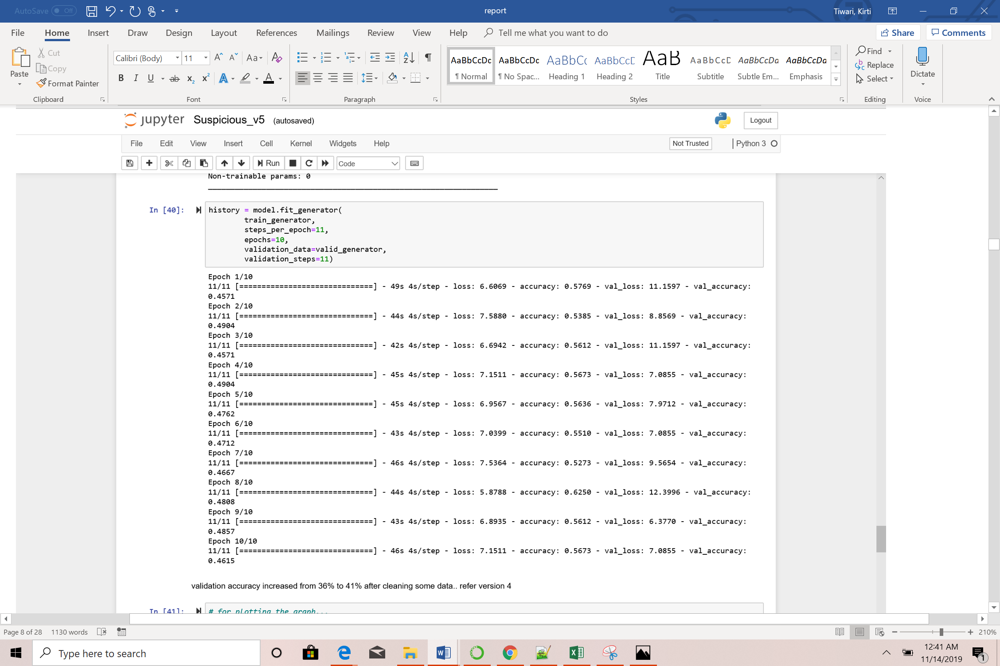 AutoSave Off report Tiwari, Kirti
File Home Insert Draw Design Layout References Mailings Review View Help Tell me what you want to do Share Comments
Paste Cut Copy Format Painter
Calibri (Body) 11
AaBbCcDc AaBbCcDc AaBbCc AaBbCcD AaB AaBbCcD AaBbCcDa AaBbCcDa
¶ Normal ¶ No Spac... Heading 1 Heading 2 Title Subtitle Subtle Em... Emphasis
Find Replace Select
Dictate
Clipboard Font Paragraph Styles Editing Voice
jupyter Suspicious_v5 (autosaved) Logout
File Edit View Insert Cell Kernel Widgets Help Not Trusted Python 3
Run Code
Non-trainable params: 0
In [40]: history = model.fit_generator(
train_generator,
steps_per_epoch=11,
epochs=10,
validation_data=valid_generator,
validation_steps=11)
Epoch 1/10
11/11 [==============================] - 49s 4s/step - loss: 6.6069 - accuracy: 0.5769 - val_loss: 11.1597 - val_accuracy:
0.4571
Epoch 2/10
11/11 [==============================] - 44s 4s/step - loss: 7.5880 - accuracy: 0.5385 - val_loss: 8.8569 - val_accuracy:
0.4904
Epoch 3/10
11/11 [==============================] - 42s 4s/step - loss: 6.6942 - accuracy: 0.5612 - val_loss: 11.1597 - val_accuracy:
0.4571
Epoch 4/10
11/11 [==============================] - 45s 4s/step - loss: 7.1511 - accuracy: 0.5673 - val_loss: 7.0855 - val_accuracy:
0.4904
Epoch 5/10
11/11 [==============================] - 45s 4s/step - loss: 6.9567 - accuracy: 0.5636 - val_loss: 7.9712 - val_accuracy:
0.4762
Epoch 6/10
11/11 [==============================] - 43s 4s/step - loss: 7.0399 - accuracy: 0.5510 - val_loss: 7.0855 - val_accuracy:
0.4712
Epoch 7/10
11/11 [==============================] - 46s 4s/step - loss: 7.5364 - accuracy: 0.5273 - val_loss: 9.5654 - val_accuracy:
0.4667
Epoch 8/10
11/11 [==============================] - 44s 4s/step - loss: 5.8788 - accuracy: 0.6250 - val_loss: 12.3996 - val_accuracy:
0.4808
Epoch 9/10
11/11 [==============================] - 43s 4s/step - loss: 6.8935 - accuracy: 0.5612 - val_loss: 6.3770 - val_accuracy:
0.4857
Epoch 10/10
11/11 [==============================] - 46s 4s/step - loss: 7.1511 - accuracy: 0.5673 - val_loss: 7.0855 - val_accuracy:
0.4615
validation accuracy increased from 36% to 41% after cleaning some data.. refer version 4
In [41]: # for plotting the graph...
Page 8 of 28 1130 words 210%
Type here to search
12:41 AM
11/14/2019
1